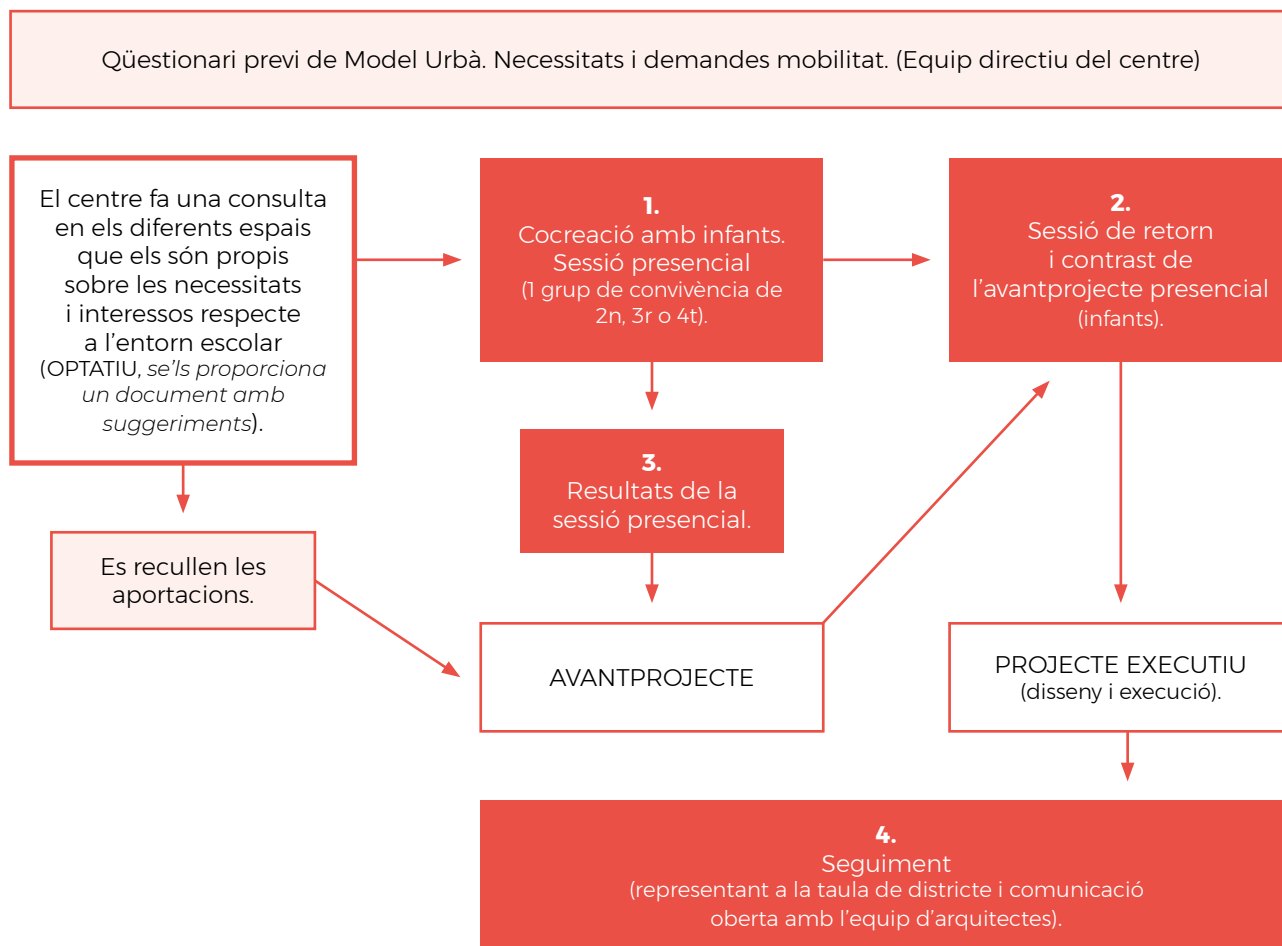 Qüestionari previ de Model Urbà. Necessitats i demandes mobilitat. (Equip directiu del centre)
El centre fa una consulta
en els diferents espais
que els són propis
sobre les necessitats
i interessos respecte
a l'entorn escolar
(OPTATIU, se'ls proporciona
un document amb
suggeriments).
1.
Cocreació amb infants.
Sessió presencial
(1 grup de convivència de
2n, 3r o 4t).
2.
Sessió de retorn
i contrast de
l'avantprojecte presencial
(infants).
3.
Resultats de la
sessió presencial.
Es recullen les
aportacions.
AVANTPROJECTE
PROJECTE EXECUTIU
(disseny i execució).
4.
Seguiment
(representant a la taula de districte i comunicació
oberta amb l'equip d'arquitectes).